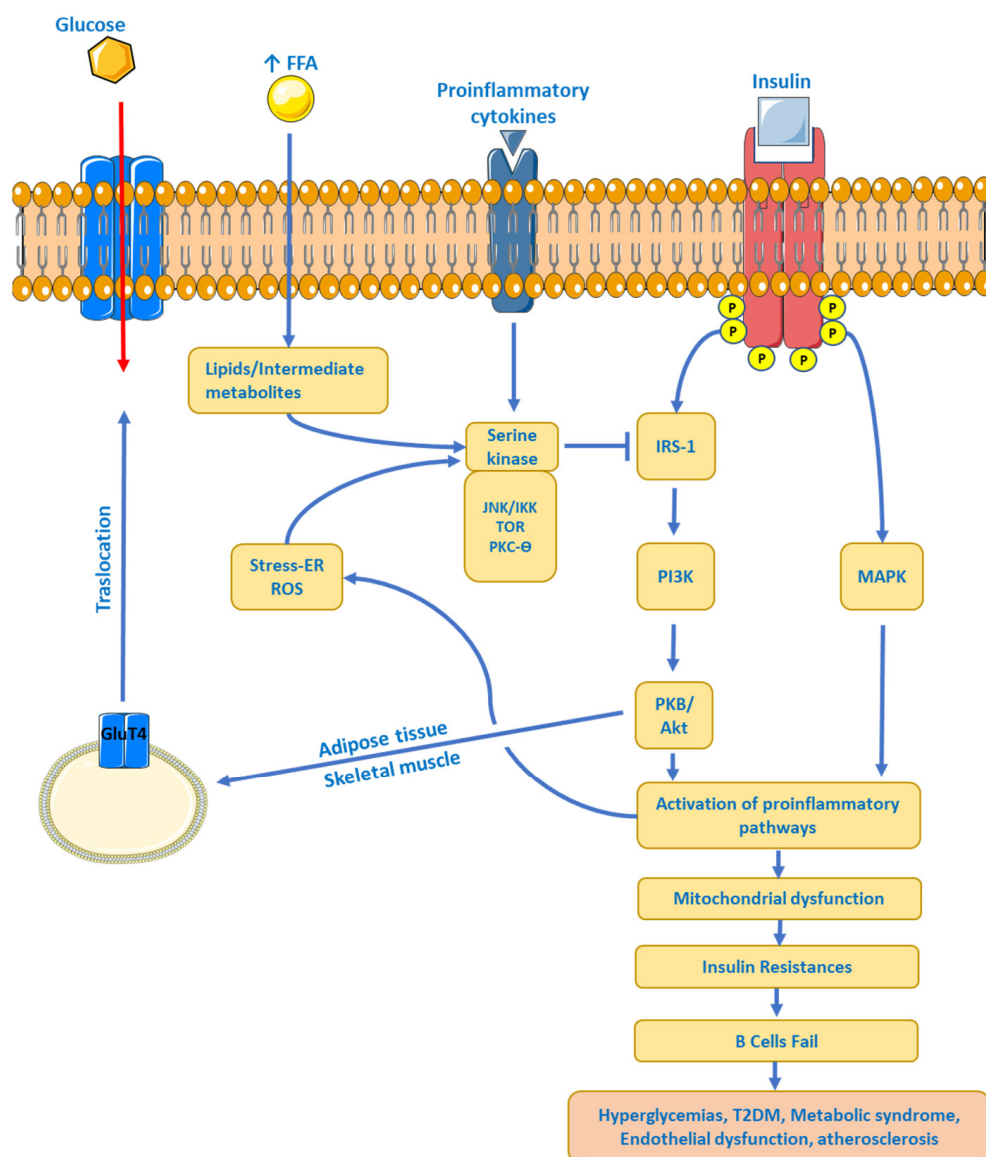 Glucose
↑ FFA
Proinflammatory
cytokines
Insulin
P
P
P
P
P
P
Lipids/Intermediate
metabolites
Serine
kinase
IRS-1
JNK/IKK
TOR
PKC-Ɵ
Stress-ER
ROS
PI3K
MAPK
Traslocation
PKB/
Akt
GluT4
Adipose tissue
Skeletal muscle
Activation of proinflammatory
pathways
Mitochondrial dysfunction
Insulin Resistances
B Cells Fail
Hyperglycemias, T2DM, Metabolic syndrome,
Endothelial dysfunction, atherosclerosis